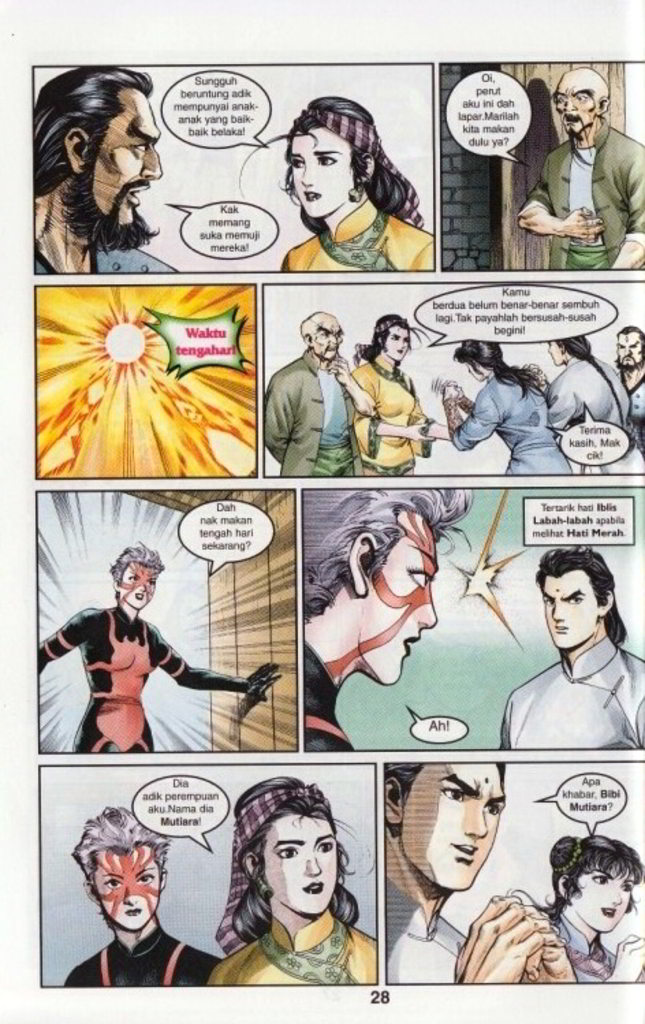 Sungguh
beruntung adik
mempunyai anak-
anak yang baik-
baik belaka!
Kak
memang
suka memuji
mereka!
Oi,
perut
aku ini dah
lapar.Marilah
kita makan
dulu ya?
Waktu
tengahari
Kamu
berdua belum benar-benar sembuh
lagi.Tak payahlah bersusah-susah
begini!
Terima
kasih, Mak
cik!
Dah
nak makan
tengah hari
sekarang?
Tertarik hati Iblis
Labah-labah apabila
melihat Hati Merah.
Ah!
Dia
adik perempuan
aku.Nama dia
Mutiara!
Apa
khabar, Bibi
Mutiara?
28